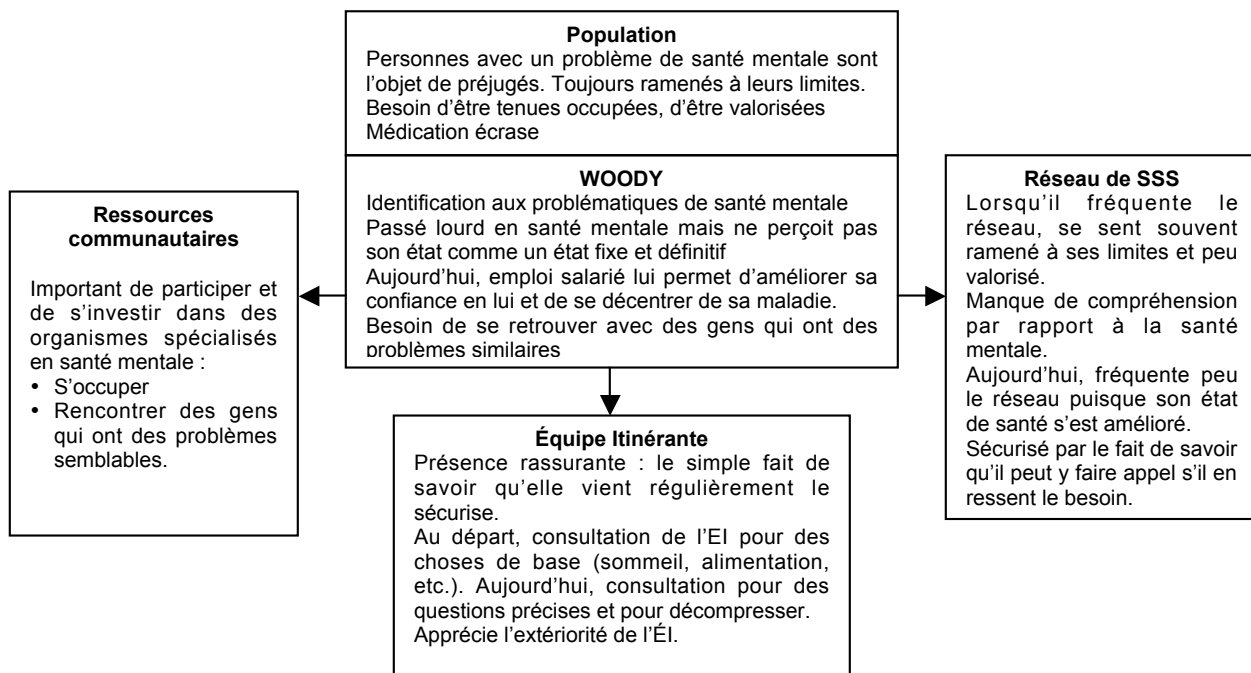 Population
Personnes avec un problème de santé mentale sont
l’objet de préjugés. Toujours ramenés à leurs limites.
Besoin d’être tenues occupées, d’être valorisées
Médication écrase
WOODY
Identification aux problématiques de santé mentale
Passé lourd en santé mentale mais ne perçoit pas
son état comme un état fixe et définitif
Aujourd’hui, emploi salarié lui permet d’améliorer sa
confiance en lui et de se décentrer de sa maladie.
Besoin de se retrouver avec des gens qui ont des
problèmes similaires
Ressources
communautaires
Important de participer et
de s’investir dans des
organismes spécialisés
en santé mentale :
• S’occuper
• Rencontrer des gens
qui ont des problèmes
semblables.
Réseau de SSS
Lorsqu’il fréquente le
réseau, se sent souvent
ramené à ses limites et peu
valorisé.
Manque de compréhension
par rapport à la santé
mentale.
Aujourd’hui, fréquente peu
le réseau puisque son état
de santé s’est amélioré.
Sécurisé par le fait de savoir
qu’il peut y faire appel s’il en
ressent le besoin.
Équipe Itinérante
Présence rassurante : le simple fait de
savoir qu’elle vient régulièrement le
sécurise.
Au départ, consultation de l’EI pour des
choses de base (sommeil, alimentation,
etc.). Aujourd’hui, consultation pour des
questions précises et pour décompresser.
Apprécie l’extériorité de l’ÉI.